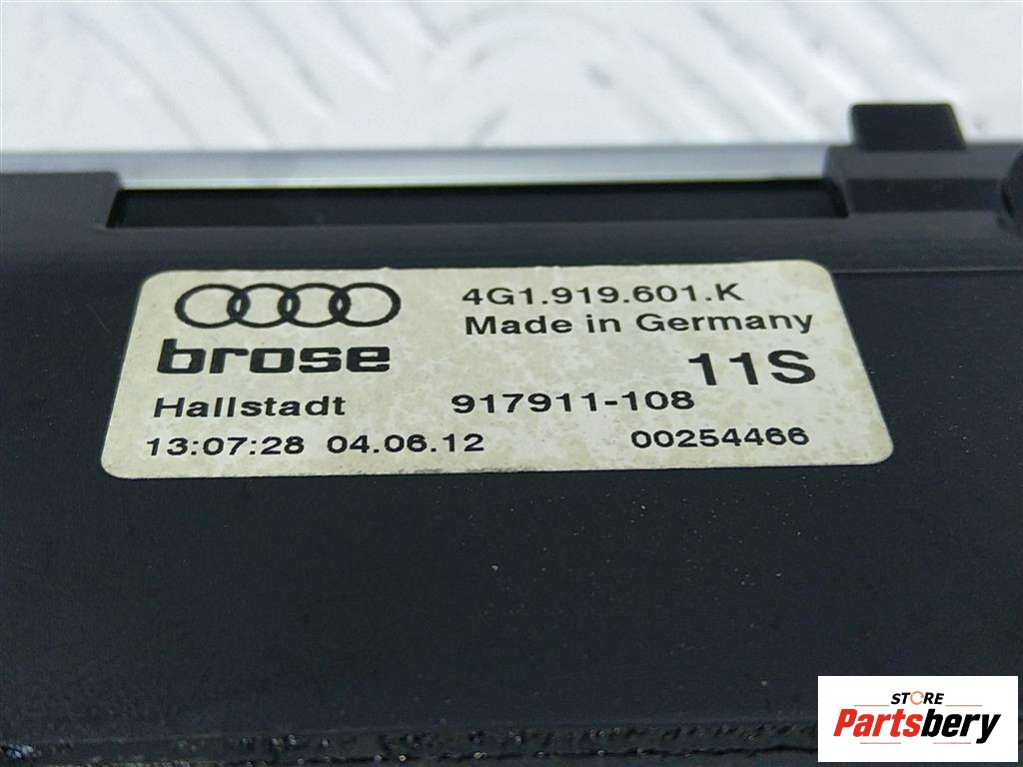 4G1.919.601.K
Made in Germany
brose
11S
Hallstadt 917911-108
13:07:28 04.06.12 00254466
STORE
Partsbery